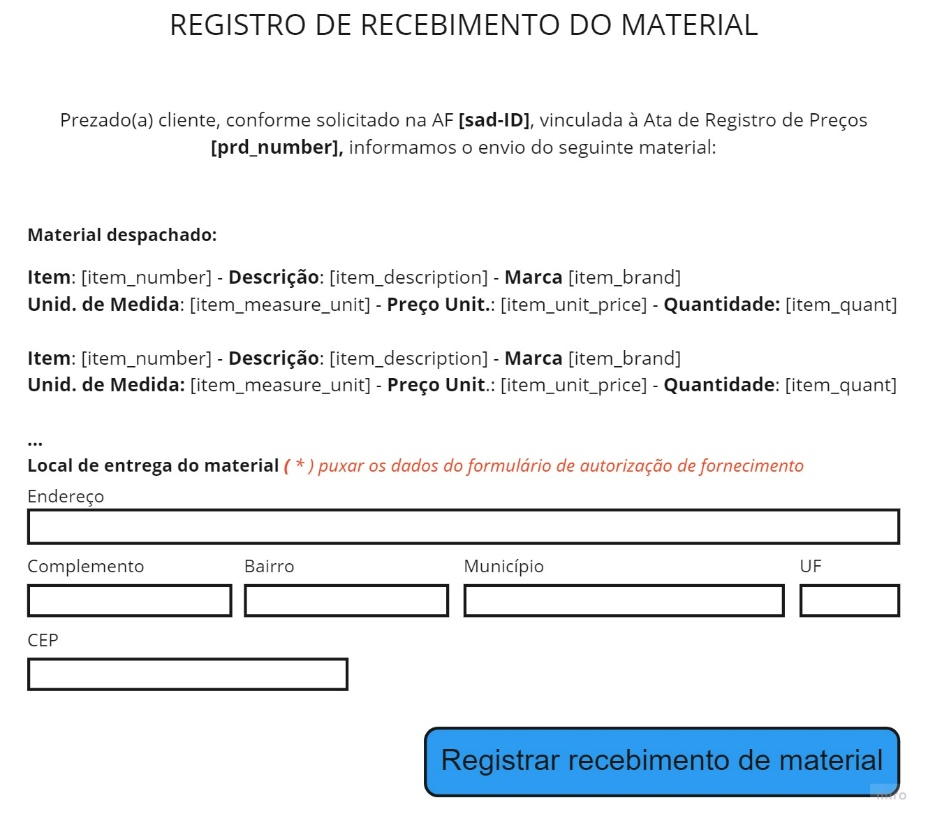 REGISTRO DE RECEBIMENTO DO MATERIAL
Prezado(a) cliente, conforme solicitado na AF [sad-ID], vinculada à Ata de Registro de Preços
[prd_number], informamos o envio do seguinte material:
Material despachado:
Item: [item_number] - Descrição: [item_description] - Marca [item_brand]
Unid. de Medida: [item_measure_unit] - Preço Unit.: [item_unit_price] - Quantidade: [item_quant]
Item: [item_number] - Descrição: [item_description] - Marca [item_brand]
Unid. de Medida: [item_measure_unit] - Preço Unit.: [item_unit_price] - Quantidade: [item_quant]
...
Local de entrega do material ( * ) puxar os dados do formulário de autorização de fornecimento
Endereço
Complemento Bairro Município UF
CEP
Registrar recebimento de material